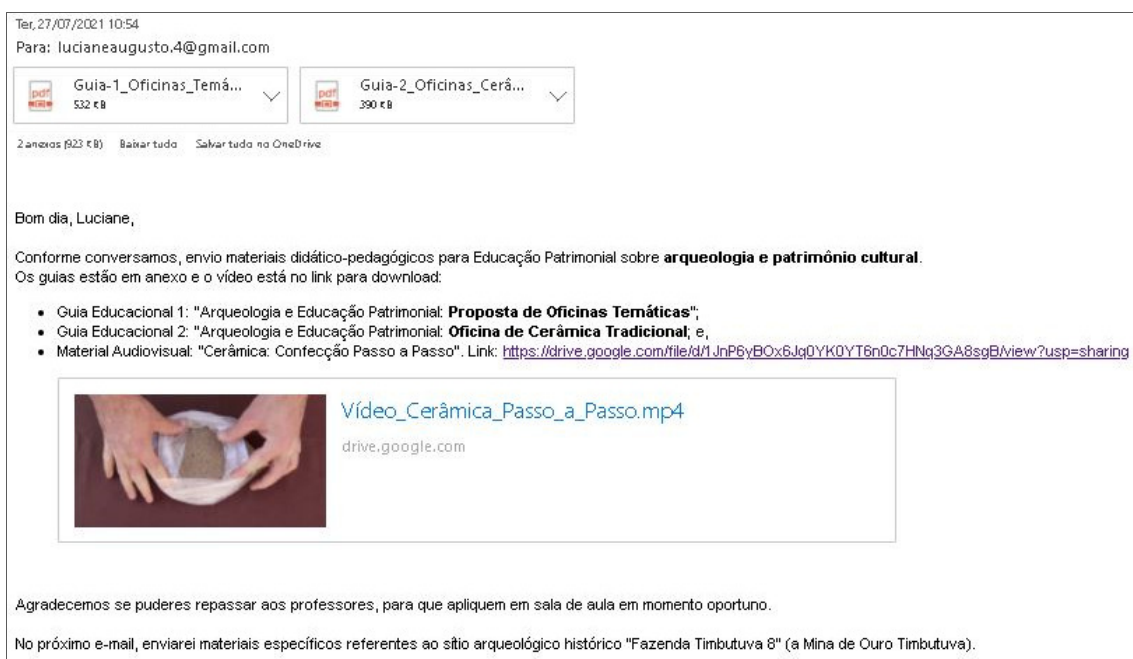 Ter, 27/07/2021 10:54
Para: lucianeaugusto.4@gmail.com
Guia-1_Oficinas_Temá...
532 KB
Guia-2_Oficinas_Cerâ...
390 KB
2 anexos (923 KB) Baixar tudo Salvar tudo no OneDrive
Bom dia, Luciane,
Conforme conversamos, envio materiais didático-pedagógicos para Educação Patrimonial sobre arqueologia e patrimônio cultural.
Os guias estão em anexo e o vídeo está no link para download:
• Guia Educacional 1: "Arqueologia e Educação Patrimonial: Proposta de Oficinas Temáticas";
• Guia Educacional 2: "Arqueologia e Educação Patrimonial: Oficina de Cerâmica Tradicional; e,
• Material Audiovisual: "Cerâmica: Confecção Passo a Passo". Link: https://drive.google.com/file/d/1JnP6yBOx6Jq0YK0YT6n0c7HNq3GA8sgB/view?usp=sharing
Vídeo_Cerâmica_Passo_a_Passo.mp4
drive.google.com
Agradecemos se puderes repassar aos professores, para que apliquem em sala de aula em momento oportuno.
No próximo e-mail, enviarei materiais específicos referentes ao sítio arqueológico histórico "Fazenda Timbutuva 8" (a Mina de Ouro Timbutuva).